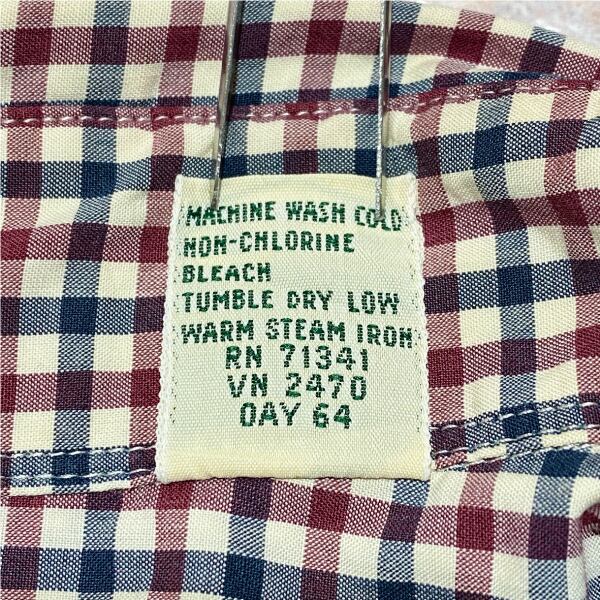 MACHINE WASH COLD
NON-CHLORINE
BLEACH
TUMBLE DRY LOW
WARM STEAM IRON
RN 71341
VN 2470
OAY 64